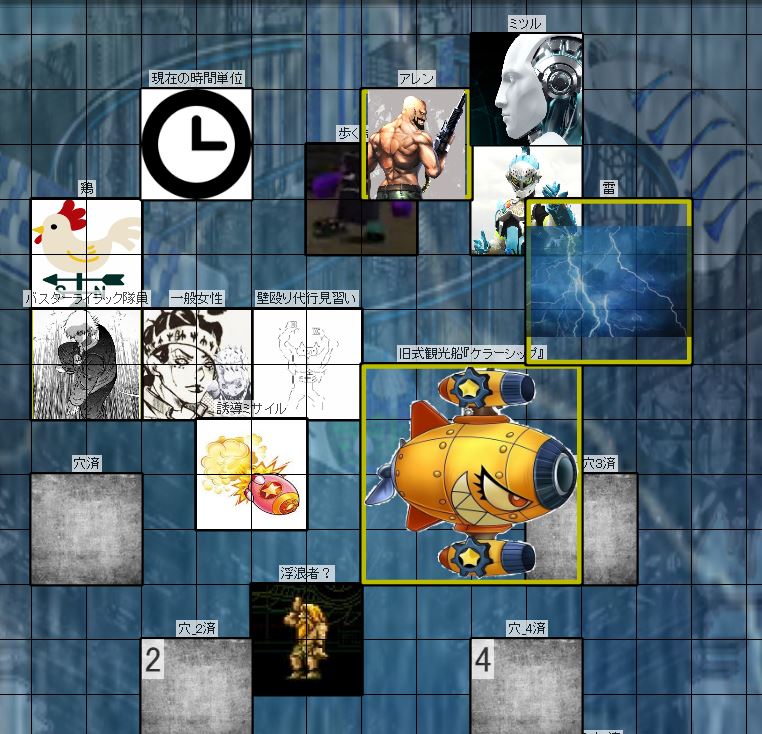 ミツル
現在の時間単位
アレン
歩く
鶏
雷
S N
バスターライラック隊員
一般女性
壁殴り代行見習い
旧式観光船『ケラーシップ』
誘導ミサイル
穴済
穴3済
浮浪者？
穴_2済
穴_4済
2
4